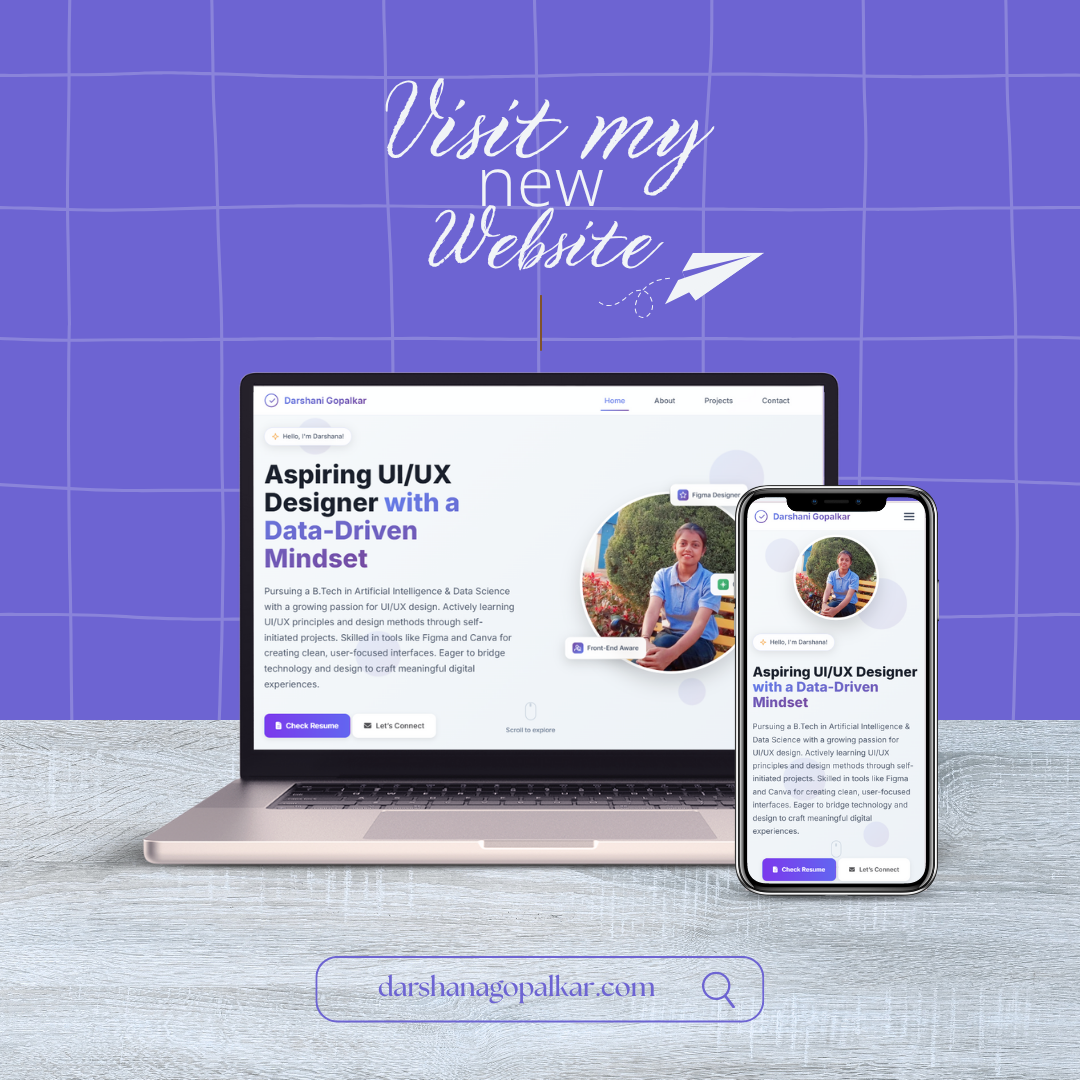 Visit my
new
Website
Darshani Gopalkar
Home About Projects Contact
Hello, I'm Darshana!
Aspiring UI/UX
Designer with a
Data-Driven
Mindset
Pursuing a B.Tech in Artificial Intelligence & Data Science
with a growing passion for UI/UX design. Actively learning
UI/UX principles and design methods through self-
initiated projects. Skilled in tools like Figma and Canva for
creating clean, user-focused interfaces. Eager to bridge
technology and design to craft meaningful digital
experiences.
Check Resume Let's Connect
Scroll to explore
Figma Designer
Front-End Aware
Darshani Gopalkar
Hello, I'm Darshana!
Aspiring UI/UX Designer
with a Data-Driven
Mindset
Pursuing a B.Tech in Artificial Intelligence &
Data Science with a growing passion for
UI/UX design. Actively learning UI/UX
principles and design methods through self-
initiated projects. Skilled in tools like Figma
and Canva for creating clean, user-focused
interfaces. Eager to bridge technology and
design to craft meaningful digital
experiences.
Check Resume Let's Connect
darshanagopalkar.com